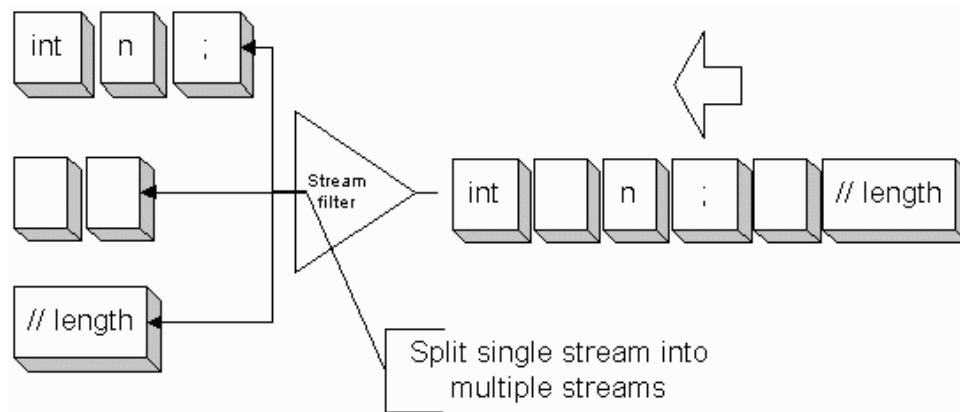 int n ;
Stream
filter
int n ; // length
// length
Split single stream into
multiple streams